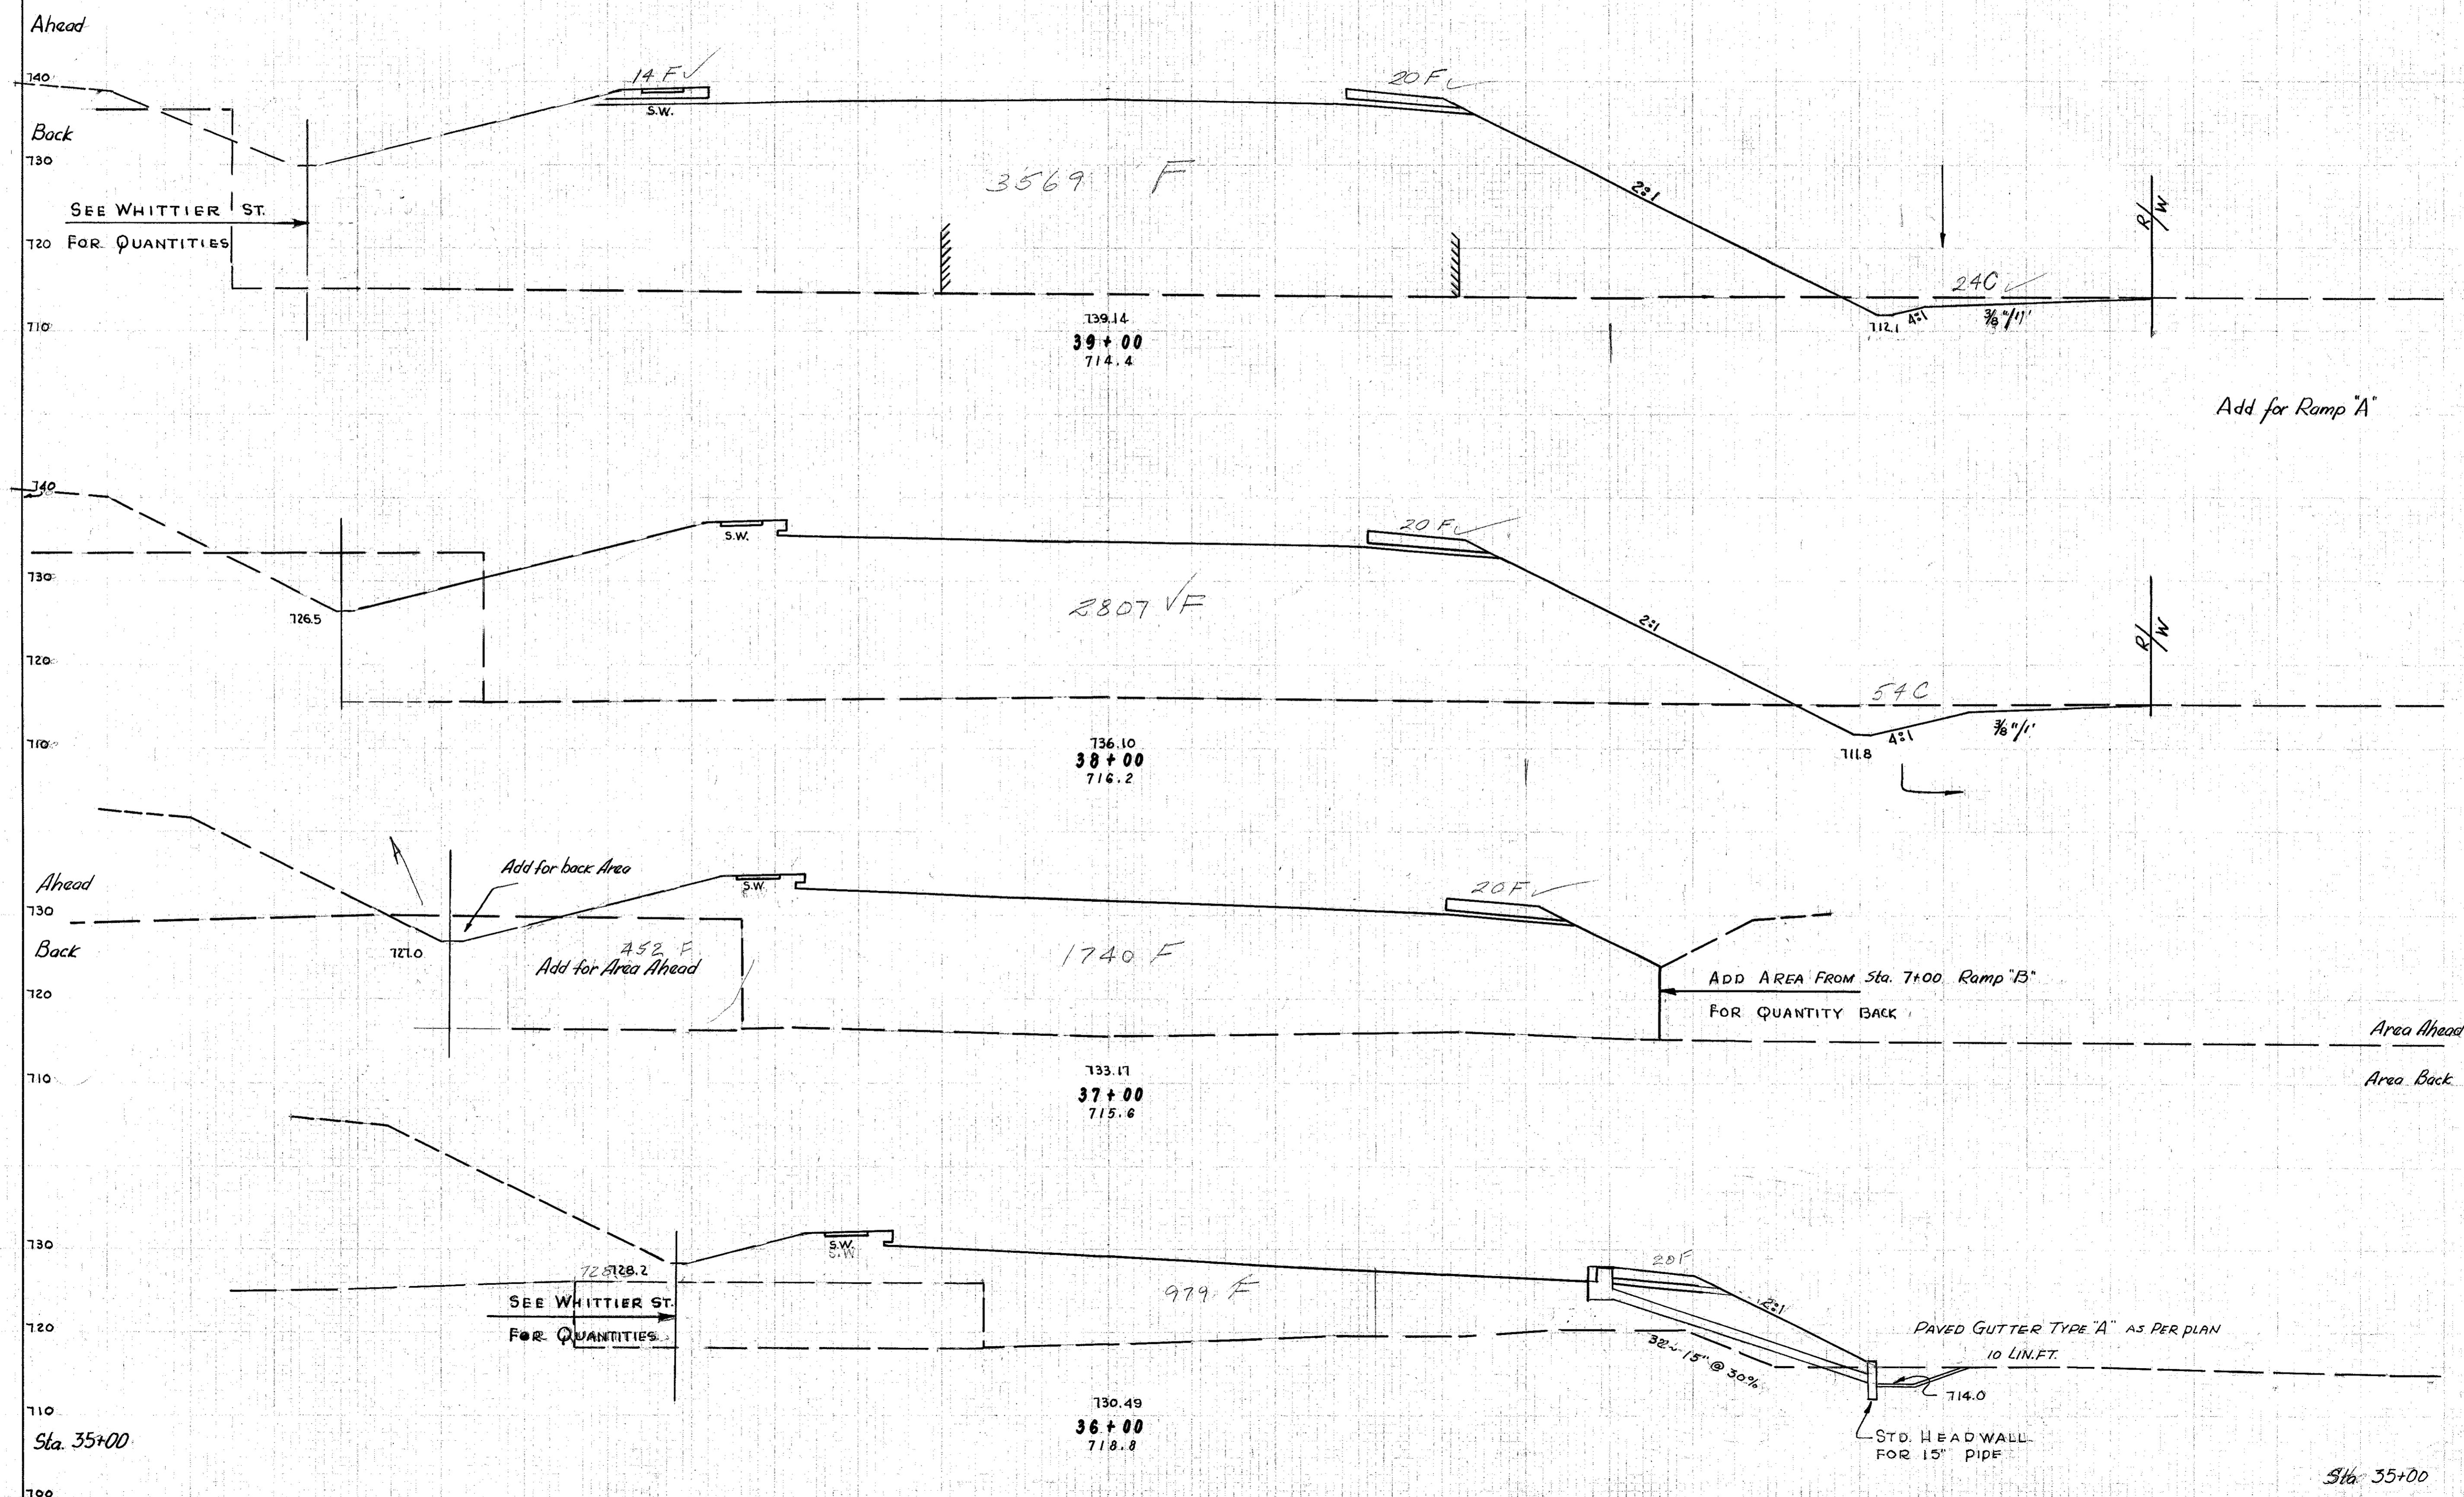 Ahead
740
14 F✓
20 F✓
S.W.
Back
730
3569 F
2:1
SEE WHITTIER ST.
FOR QUANTITIES
R/W
720
24C✓
710
739.14
39+00
714.4
712.1
4:1
3/8"/1'
Add for Ramp "A"
740
20 F✓
S.W.
730
726.5
2807 ✓F
2:1
R/W
720
54 C
710
736.10
38+00
716.2
711.8
4:1
3/8"/1'
Add for back Area
Ahead
S.W.
20F✓
730
Back
727.0
452 F
Add for Area Ahead
1740 F
ADD AREA FROM Sta. 7+00 Ramp "B"
FOR QUANTITY BACK
720
Area Ahead
710
733.17
37+00
715.6
Area Back
730
S.W.
S.W
20F
728.2
979 F
2:1
SEE WHITTIER ST.
FOR QUANTITIES
720
PAVED GUTTER TYPE "A" AS PER PLAN
10 LIN.FT.
15" @ 30%
714.0
710
730.49
36+00
718.8
Sta. 35+00
STD. HEADWALL
FOR 15" PIPE
Sta. 35+00
700